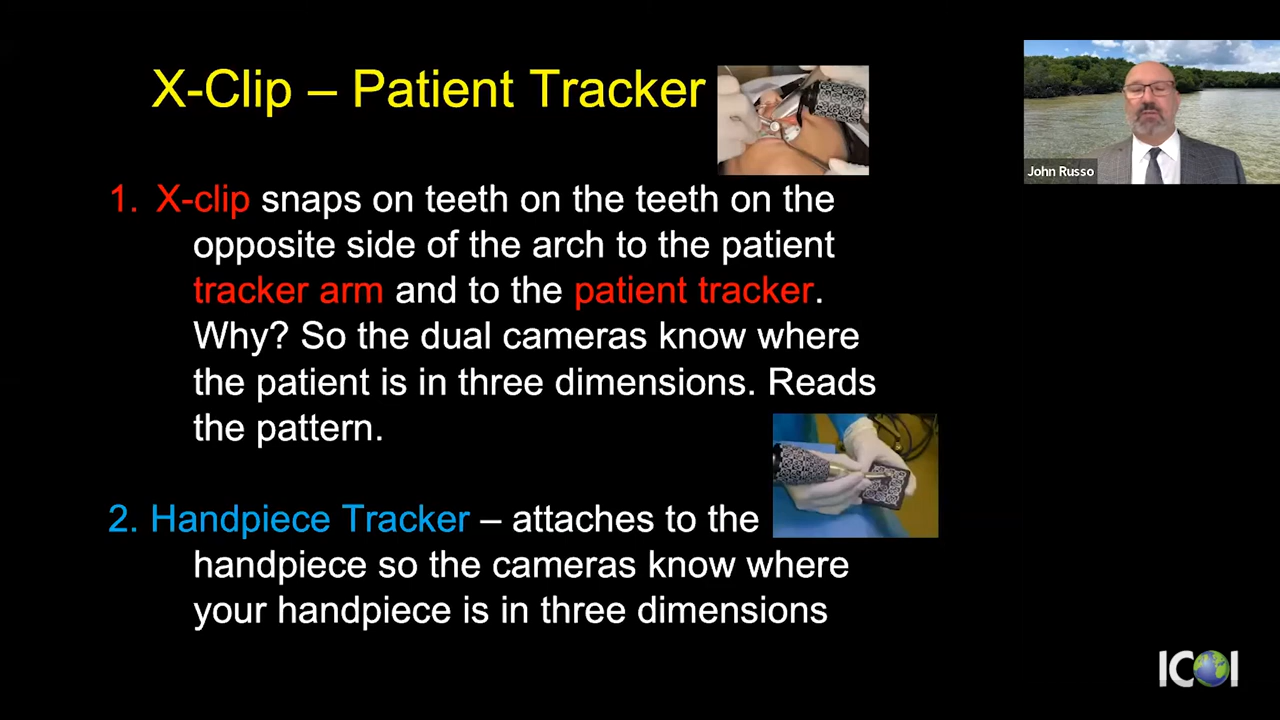 X-Clip – Patient Tracker
John Russo
1. X-clip snaps on teeth on the teeth on the
opposite side of the arch to the patient
tracker arm and to the patient tracker.
Why? So the dual cameras know where
the patient is in three dimensions. Reads
the pattern.
2. Handpiece Tracker – attaches to the
handpiece so the cameras know where
your handpiece is in three dimensions
ICOI